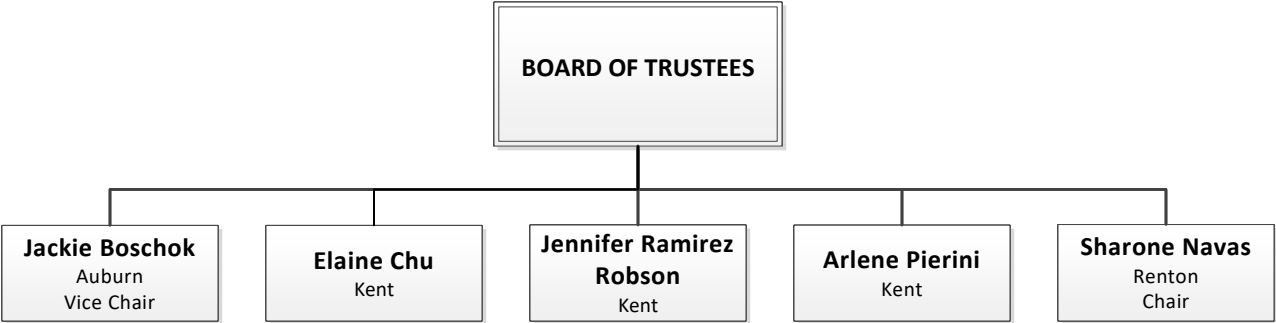 BOARD OF TRUSTEES
Jackie Boschok
Auburn
Vice Chair
Elaine Chu
Kent
Jennifer Ramirez
Robson
Kent
Arlene Pierini
Kent
Sharone Navas
Renton
Chair